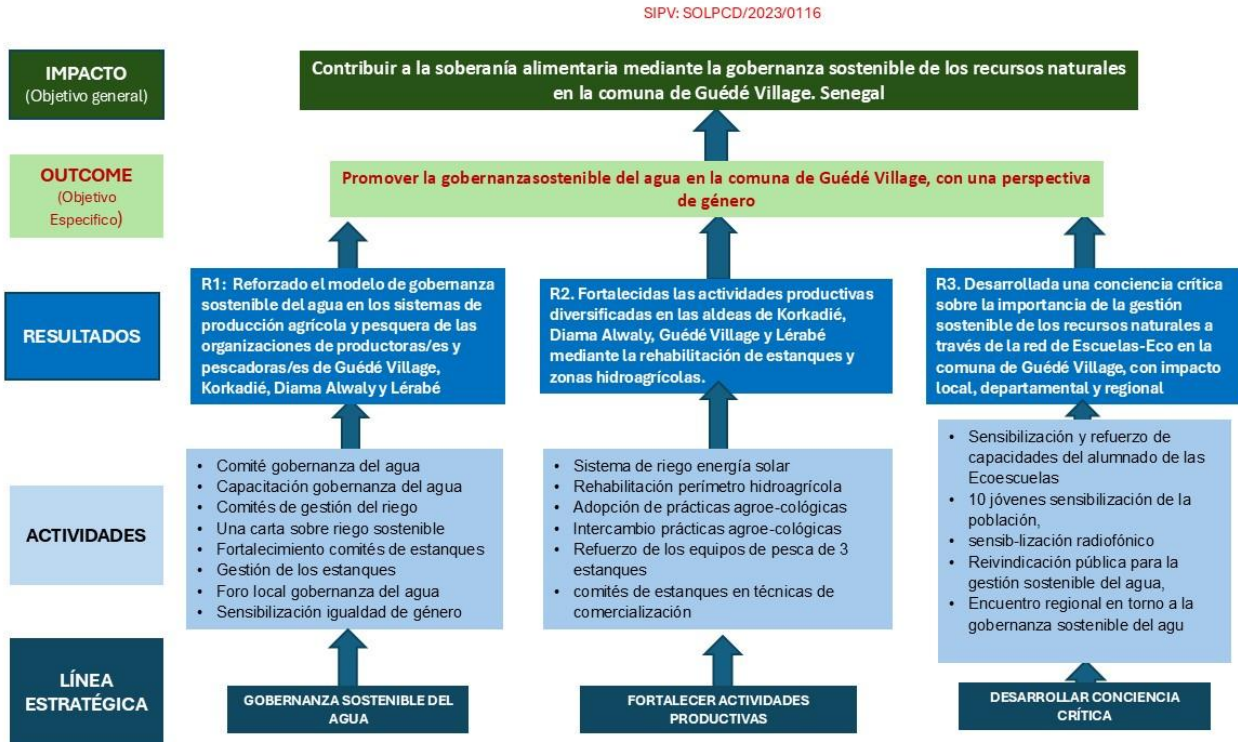 SIPV: SOLPCD/2023/0116
IMPACTO
(Objetivo general)
Contribuir a la soberanía alimentaria mediante la gobernanza sostenible de los recursos naturales
en la comuna de Guédé Village. Senegal
OUTCOME
(Objetivo
Especifico)
Promover la gobernanzasostenible del agua en la comuna de Guédé Village, con una perspectiva
de género
RESULTADOS
R1: Reforzado el modelo de gobernanza
sostenible del agua en los sistemas de
producción agrícola y pesquera de las
organizaciones de productoras/es y
pescadoras/es de Guédé Village,
Korkadié, Diama Alwaly y Lérabé
R2. Fortalecidas las actividades productivas
diversificadas en las aldeas de Korkadié,
Diama Alwaly, Guédé Village y Lérabé
mediante la rehabilitación de estanques y
zonas hidroagrícolas.
R3. Desarrollada una conciencia crítica
sobre la importancia de la gestión
sostenible de los recursos naturales a
través de la red de Escuelas-Eco en la
comuna de Guédé Village, con impacto
local, departamental y regional
ACTIVIDADES
• Comité gobernanza del agua
• Capacitación gobernanza del agua
• Comités de gestión del riego
• Una carta sobre riego sostenible
• Fortalecimiento comités de estanques
• Gestión de los estanques
• Foro local gobernanza del agua
• Sensibilización igualdad de género
• Sistema de riego energía solar
• Rehabilitación perímetro hidroagrícola
• Adopción de prácticas agroe-cológicas
• Intercambio prácticas agroe-cológicas
• Refuerzo de los equipos de pesca de 3
estanques
• comités de estanques en técnicas de
comercialización
• Sensibilización y refuerzo de
capacidades del alumnado de las
Ecoescuelas
• 10 jóvenes sensibilización de la
población,
• sensib-lización radiofónico
• Reivindicación pública para la
gestión sostenible del agua,
• Encuentro regional en torno a la
gobernanza sostenible del agu
LÍNEA
ESTRATÉGICA
GOBERNANZA SOSTENIBLE DEL
AGUA
FORTALECER ACTIVIDADES
PRODUCTIVAS
DESARROLLAR CONCIENCIA
CRÍTICA